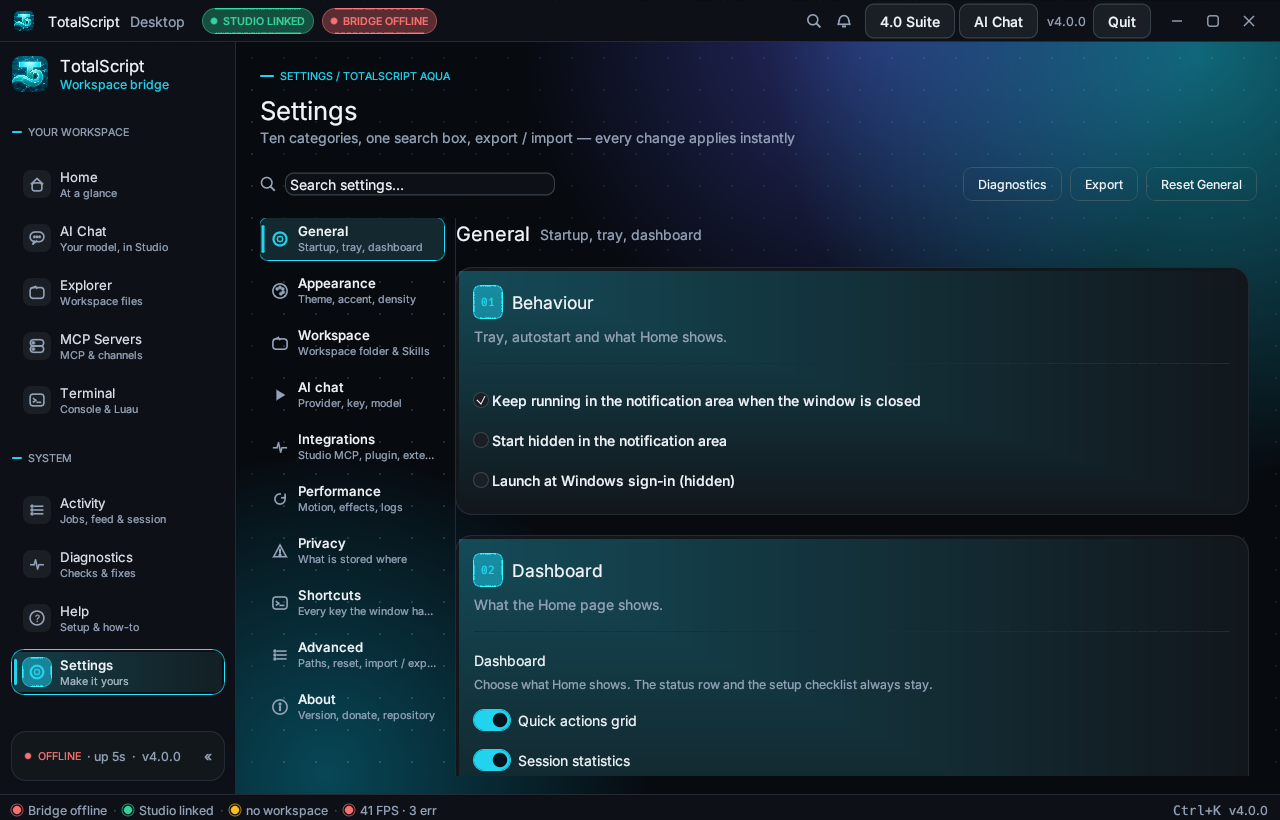 TotalScript Desktop
STUDIO LINKED
BRIDGE OFFLINE
4.0 Suite
AI Chat
v4.0.0
Quit
TotalScript
Workspace bridge
YOUR WORKSPACE
Home
At a glance
AI Chat
Your model, in Studio
Explorer
Workspace files
MCP Servers
MCP & channels
Terminal
Console & Luau
SYSTEM
Activity
Jobs, feed & session
Diagnostics
Checks & fixes
Help
Setup & how-to
Settings
Make it yours
OFFLINE · up 5s · v4.0.0 «
SETTINGS / TOTALSCRIPT AQUA
Settings
Ten categories, one search box, export / import — every change applies instantly
Search settings...
Diagnostics
Export
Reset General
General
Startup, tray, dashboard
Appearance
Theme, accent, density
Workspace
Workspace folder & Skills
AI chat
Provider, key, model
Integrations
Studio MCP, plugin, exte...
Performance
Motion, effects, logs
Privacy
What is stored where
Shortcuts
Every key the window ha...
Advanced
Paths, reset, import / exp...
About
Version, donate, repository
General Startup, tray, dashboard
01 Behaviour
Tray, autostart and what Home shows.
Keep running in the notification area when the window is closed
Start hidden in the notification area
Launch at Windows sign-in (hidden)
02 Dashboard
What the Home page shows.
Dashboard
Choose what Home shows. The status row and the setup checklist always stay.
Quick actions grid
Session statistics
Bridge offline · Studio linked · no workspace · 41 FPS · 3 err
Ctrl+K v4.0.0